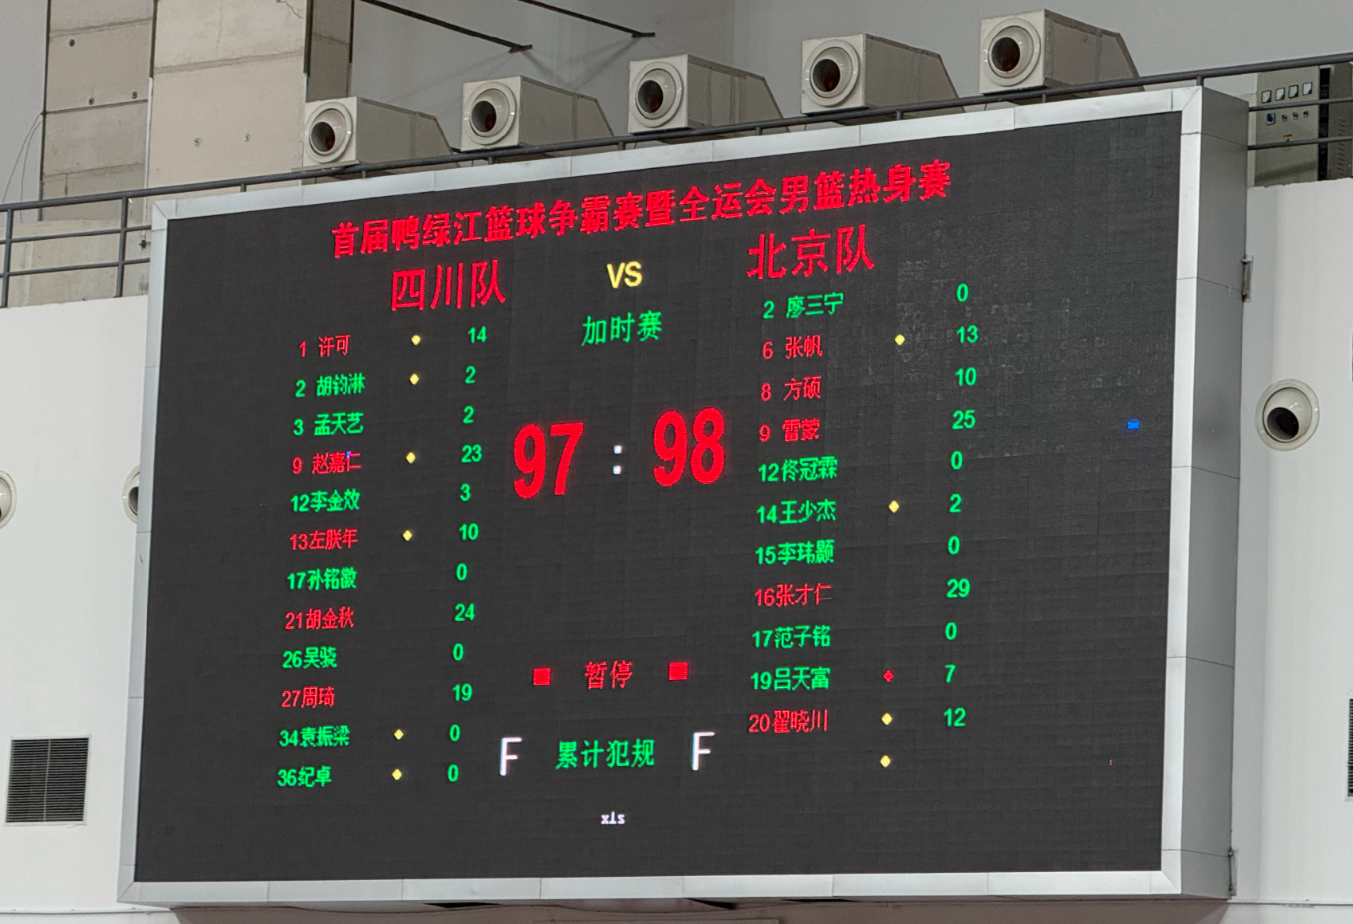 首届鸭绿江篮球争霸赛暨全运会男篮热身赛
四川队 VS 北京队
加时赛
97 : 98
1 许可 14
2 胡钧淋 2
3 孟天艺 2
9 赵嘉仁 23
12李金效 3
13左朕年 10
17孙铭徽 0
21胡金秋 24
26吴骁 0
27周琦 19
34袁振梁 0
36纪卓 0
2 廖三宁 0
6 张帆 13
8 方硕 10
9 雷蒙 25
12佟冠霖 0
14王少杰 2
15李玮颢 0
16张才仁 29
17范子铭 0
19吕天富 7
20翟晓川 12
暂停
F 累计犯规 F
xls